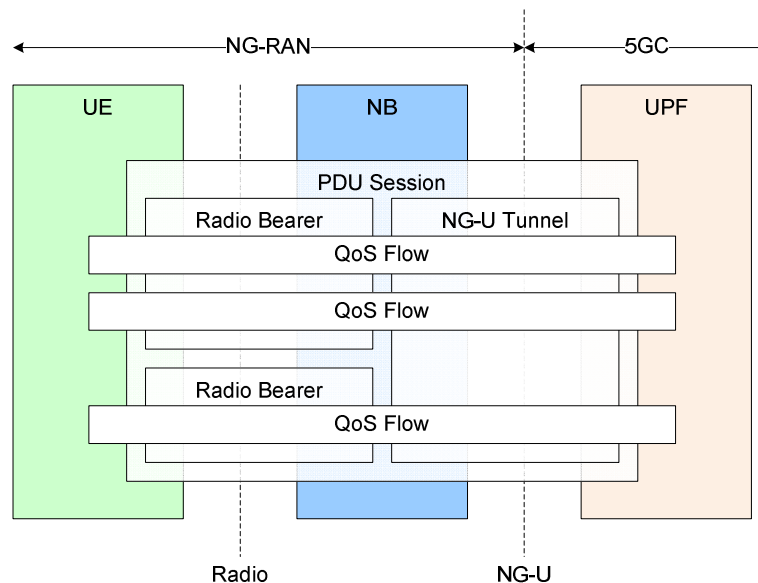 NG-RAN
5GC
UE
NB
UPF
PDU Session
Radio Bearer
NG-U Tunnel
QoS Flow
QoS Flow
Radio Bearer
QoS Flow
Radio
NG-U